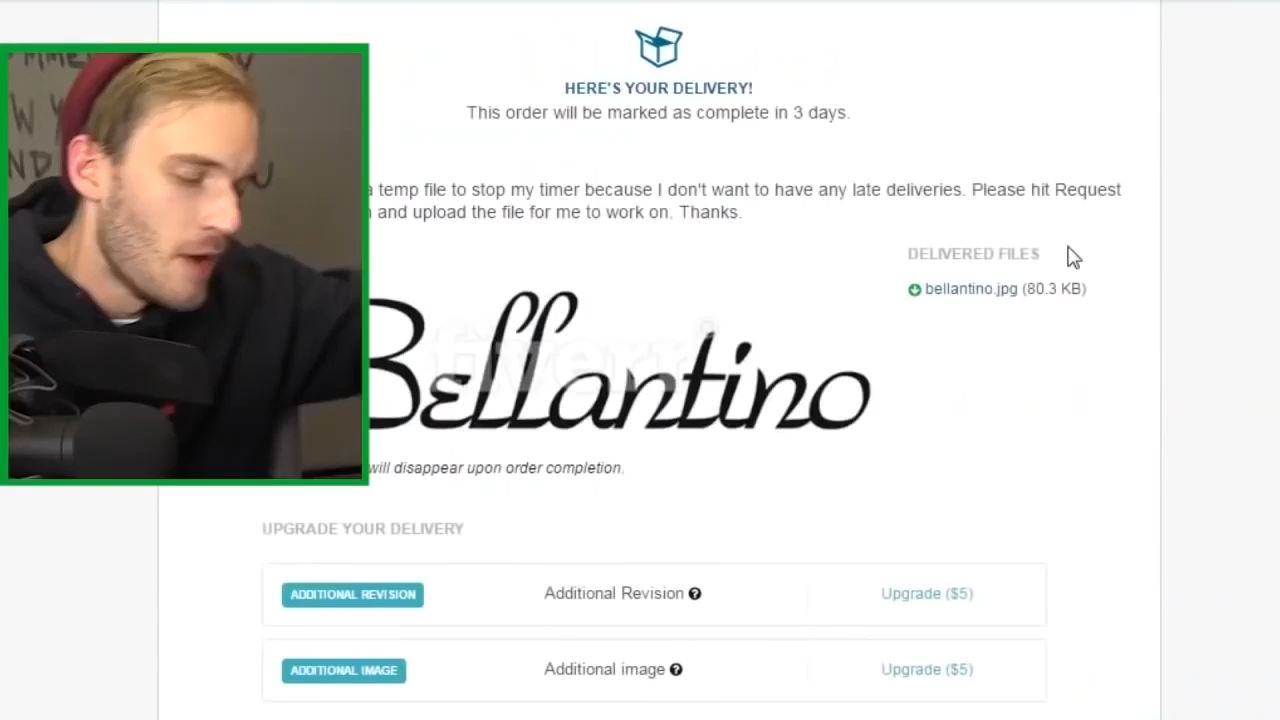 HERE'S YOUR DELIVERY!
This order will be marked as complete in 3 days.
a temp file to stop my timer because I don't want to have any late deliveries. Please hit Request
and upload the file for me to work on. Thanks.
DELIVERED FILES
bellantino.jpg (80.3 KB)
Bellantino
fiverr
will disappear upon order completion.
UPGRADE YOUR DELIVERY
ADDITIONAL REVISION Additional Revision Upgrade ($5)
ADDITIONAL IMAGE Additional image Upgrade ($5)